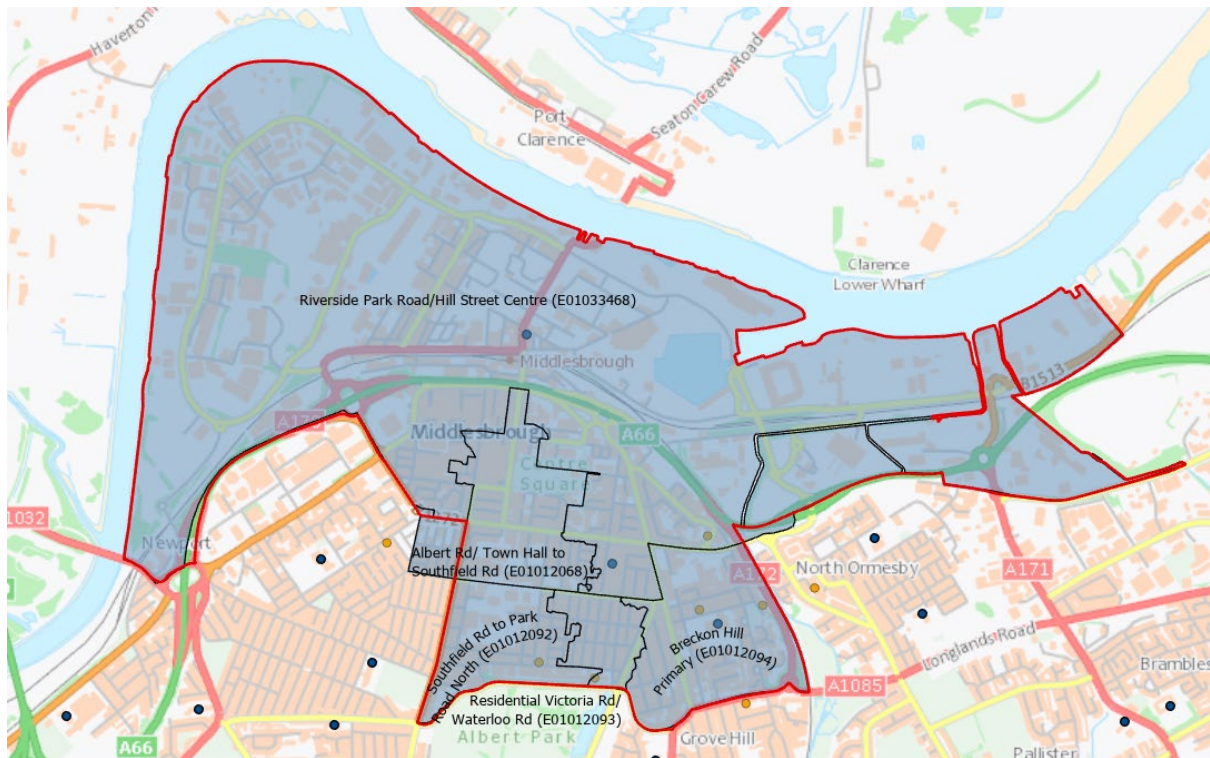 Haverton
Seaton Carew Road
Port
Clarence
Clarence
Lower Wharf
Riverside Park Road/Hill Street Centre (E01033468)
Middlesbrough
B1513
Middlesbrough
A66
Centre
Square
1032
Newport
Albert Rd/ Town Hall to
Southfield Rd (E01012068)
A172
North Ormesby
A171
Southfield Rd to Park
Road North (E01012092)
Breckon Hill
Primary (E01012094)
Longlands Road
Brambles
A1085
Residential Victoria Rd/
Waterloo Rd (E01012093)
Albert Park
Grove Hill
A66
Pallister